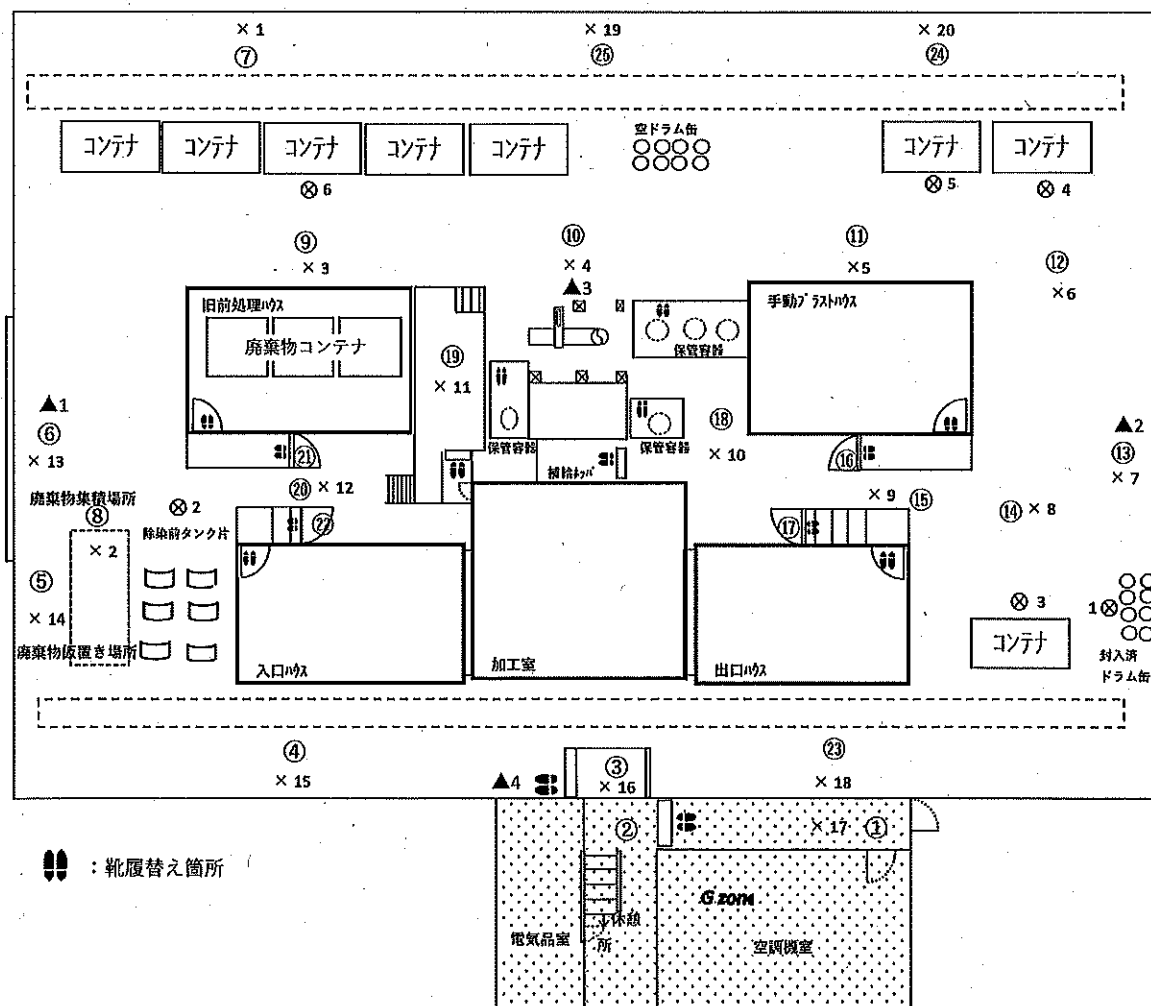 × 1 × 19 × 20
⑦ ㉕ ㉔
コンテナ コンテナ コンテナ コンテナ コンテナ 空ドラム缶 コンテナ コンテナ
⊗ 6 ⊗ 5 ⊗ 4
⑨ ⑩ ⑪ ⑫
× 3 × 4 × 5 × 6
▲3
旧前処理ハウス 手動ブラストハウス
廃棄物コンテナ 保管容器
⑲
× 11
▲1 ⑱ ▲2
⑥ 保管容器 保管容器 ⑬
× 13 ㉑ 補給ホッパ × 10 ⑯ × 7
廃棄物集積場所 ⑳ × 12 × 9 ⑮
⑧ ⊗ 2 ⑭ × 8
× 2 除染前タンク片 ㉒ ⑰
⑤
× 14 ⊗ 3 1 ⊗
廃棄物仮置き場所 コンテナ 封入済
入口ハウス 加工室 出口ハウス ドラム缶
④ ③ ㉓
× 15 ▲4 × 16 × 18
② × 17 ①
：靴履替え箇所
G zone
休憩
電気品室 所 空調機室